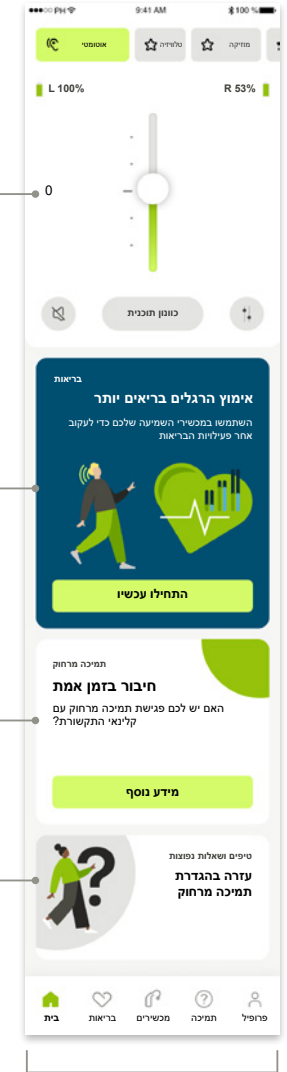 PH 9:41 AM 100 %
אוטומטי
טלוויזיה
מוזיקה
L 100%
R 53%
0
כוונון תוכנית
בריאות
אימוץ הרגלים בריאים יותר
השתמשו במכשירי השמיעה שלכם כדי לעקוב
אחר פעילויות הבריאות
התחילו עכשיו
תמיכה מרחוק
חיבור בזמן אמת
האם יש לכם פגישת תמיכה מרחוק עם
קלינאי התקשורת?
מידע נוסף
טיפים ושאלות נפוצות
עזרה בהגדרת
תמיכה מרחוק
פרופיל
תמיכה
מכשירים
בריאות
בית